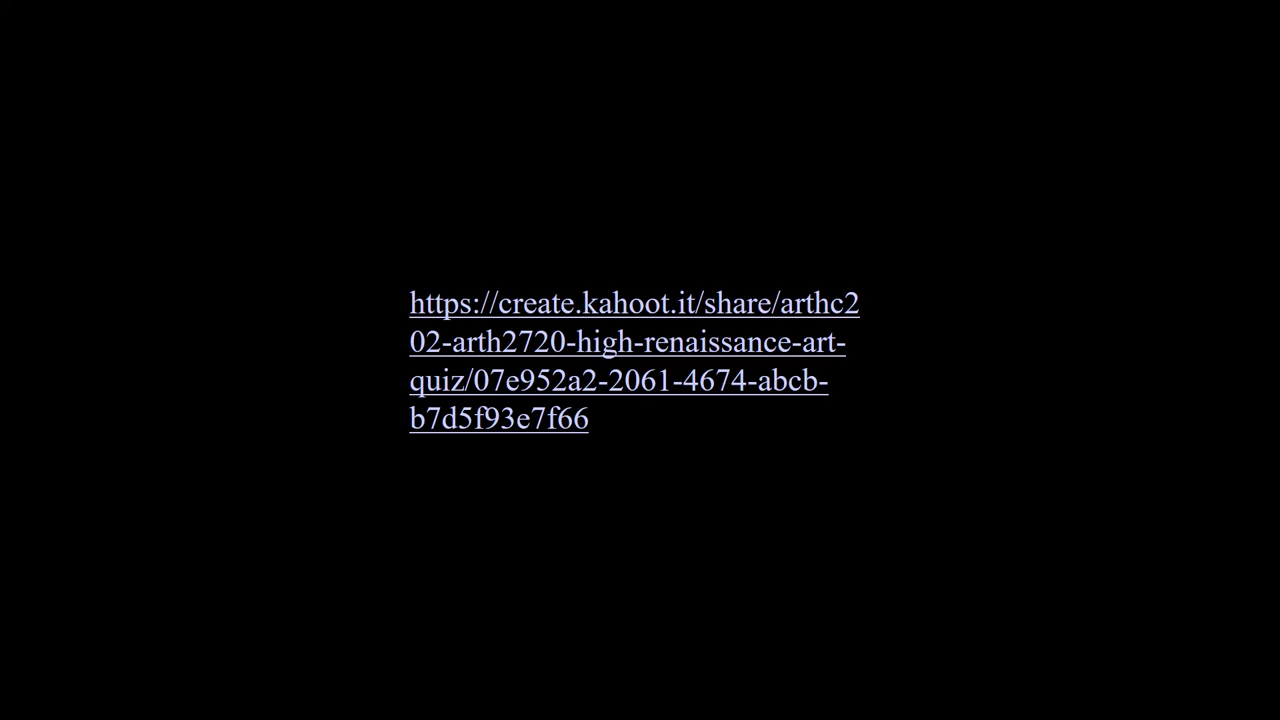 https://create.kahoot.it/share/arthc2
02-arth2720-high-renaissance-art-
quiz/07e952a2-2061-4674-abcb-
b7d5f93e7f66